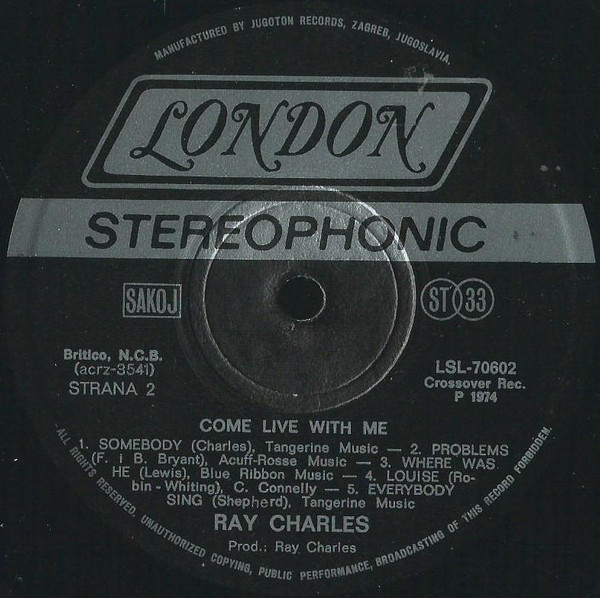 MANUFACTURED BY JUGOTON RECORDS, ZAGREB, JUGOSLAVIA.
LONDON
STEREOPHONIC
SAKOJ
ST 33
Britico, N.C.B.
(acrz-3541)
STRANA 2
LSL-70602
Crossover Rec.
P 1974
COME LIVE WITH ME
1. SOMEBODY (Charles), Tangerine Music — 2. PROBLEMS
(F. i B. Bryant), Acuff-Rosse Music — 3. WHERE WAS
HE (Lewis), Blue Ribbon Music — 4. LOUISE (Ro-
bin - Whiting), C. Connelly — 5. EVERYBODY
SING (Shepherd), Tangerine Music
RAY CHARLES
Prod.: Ray Charles
ALL RIGHTS RESERVED. UNAUTHORIZED COPYING, PUBLIC PERFORMANCE, BROADCASTING OF THIS RECORD FORBIDDEN.